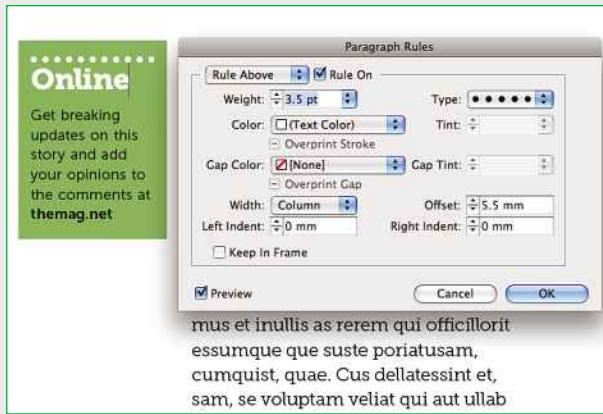 Online
Get breaking
updates on this
story and add
your opinions to
the comments at
themag.net
Paragraph Rules
Rule Above Rule On
Weight: 3.5 pt Type:
Color: (Text Color) Tint:
Overprint Stroke
Gap Color: [None] Gap Tint:
Overprint Gap
Width: Column Offset: 5.5 mm
Left Indent: 0 mm Right Indent: 0 mm
Keep In Frame
Preview Cancel OK
mus et inullis as rerem qui officillorit
essumque que suste poriatusam,
cumquist, quae. Cus dellatessint et,
sam, se voluptam veliat qui aut ullab